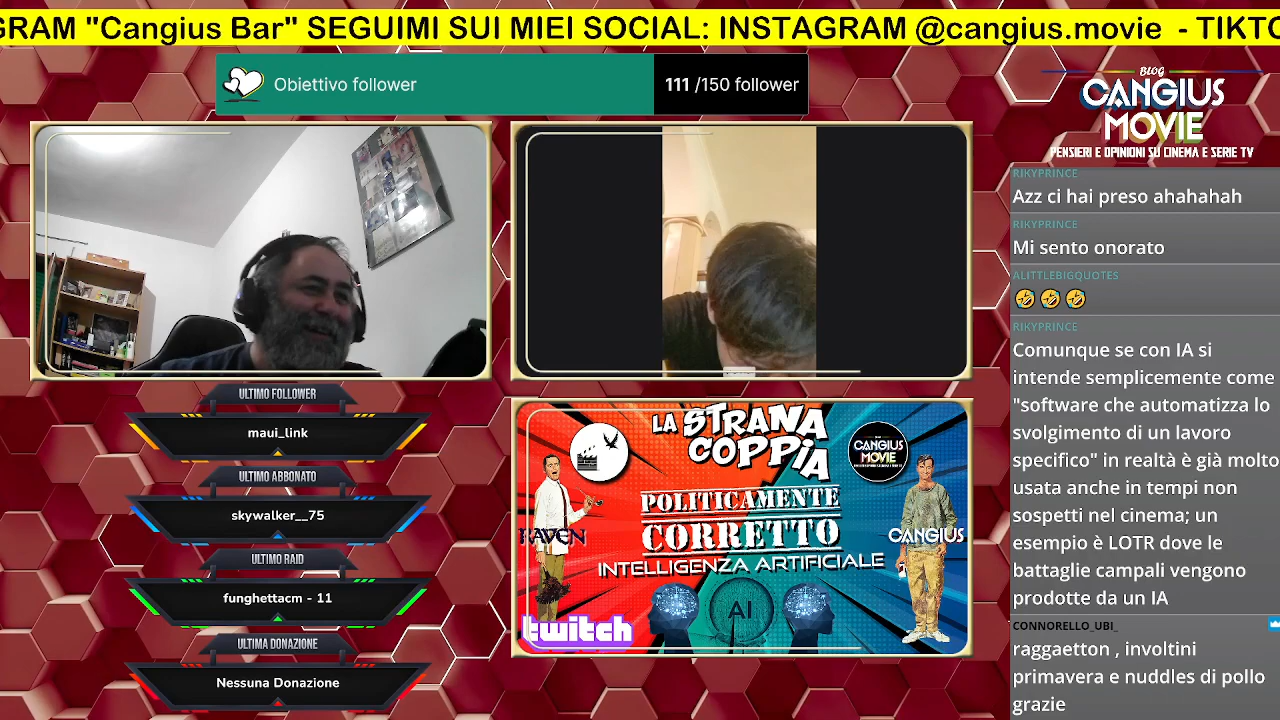 GRAM "Cangius Bar" SEGUIMI SUI MIEI SOCIAL: INSTAGRAM @cangius.movie - TIKTO
Obiettivo follower
111 /150 follower
BLOG
CANGIUS
MOVIE
PENSIERI E OPINIONI SU CINEMA E SERIE TV
RIKYPRINCE
Azz ci hai preso ahahahah
RIKYPRINCE
Mi sento onorato
ALITTLEBIGQUOTES
🤣 🤣 🤣
RIKYPRINCE
Comunque se con IA si
intende semplicemente come
"software che automatizza lo
svolgimento di un lavoro
specifico" in realtà è già molto
usata anche in tempi non
sospetti nel cinema; un
esempio è LOTR dove le
battaglie campali vengono
prodotte da un IA
CONNORELLO_UBI_
raggaetton , involtini
primavera e nuddles di pollo
grazie
ULTIMO FOLLOWER
maui_link
ULTIMO ABBONATO
skywalker__75
ULTIMO RAID
funghettacm - 11
ULTIMA DONAZIONE
Nessuna Donazione
LA STRANA
COPPIA
CANGIUS
MOVIE
POLITICAMENTE
CORRETTO
INTELLIGENZA ARTIFICIALE
RAVEN
CANGIUS
AI
twitch